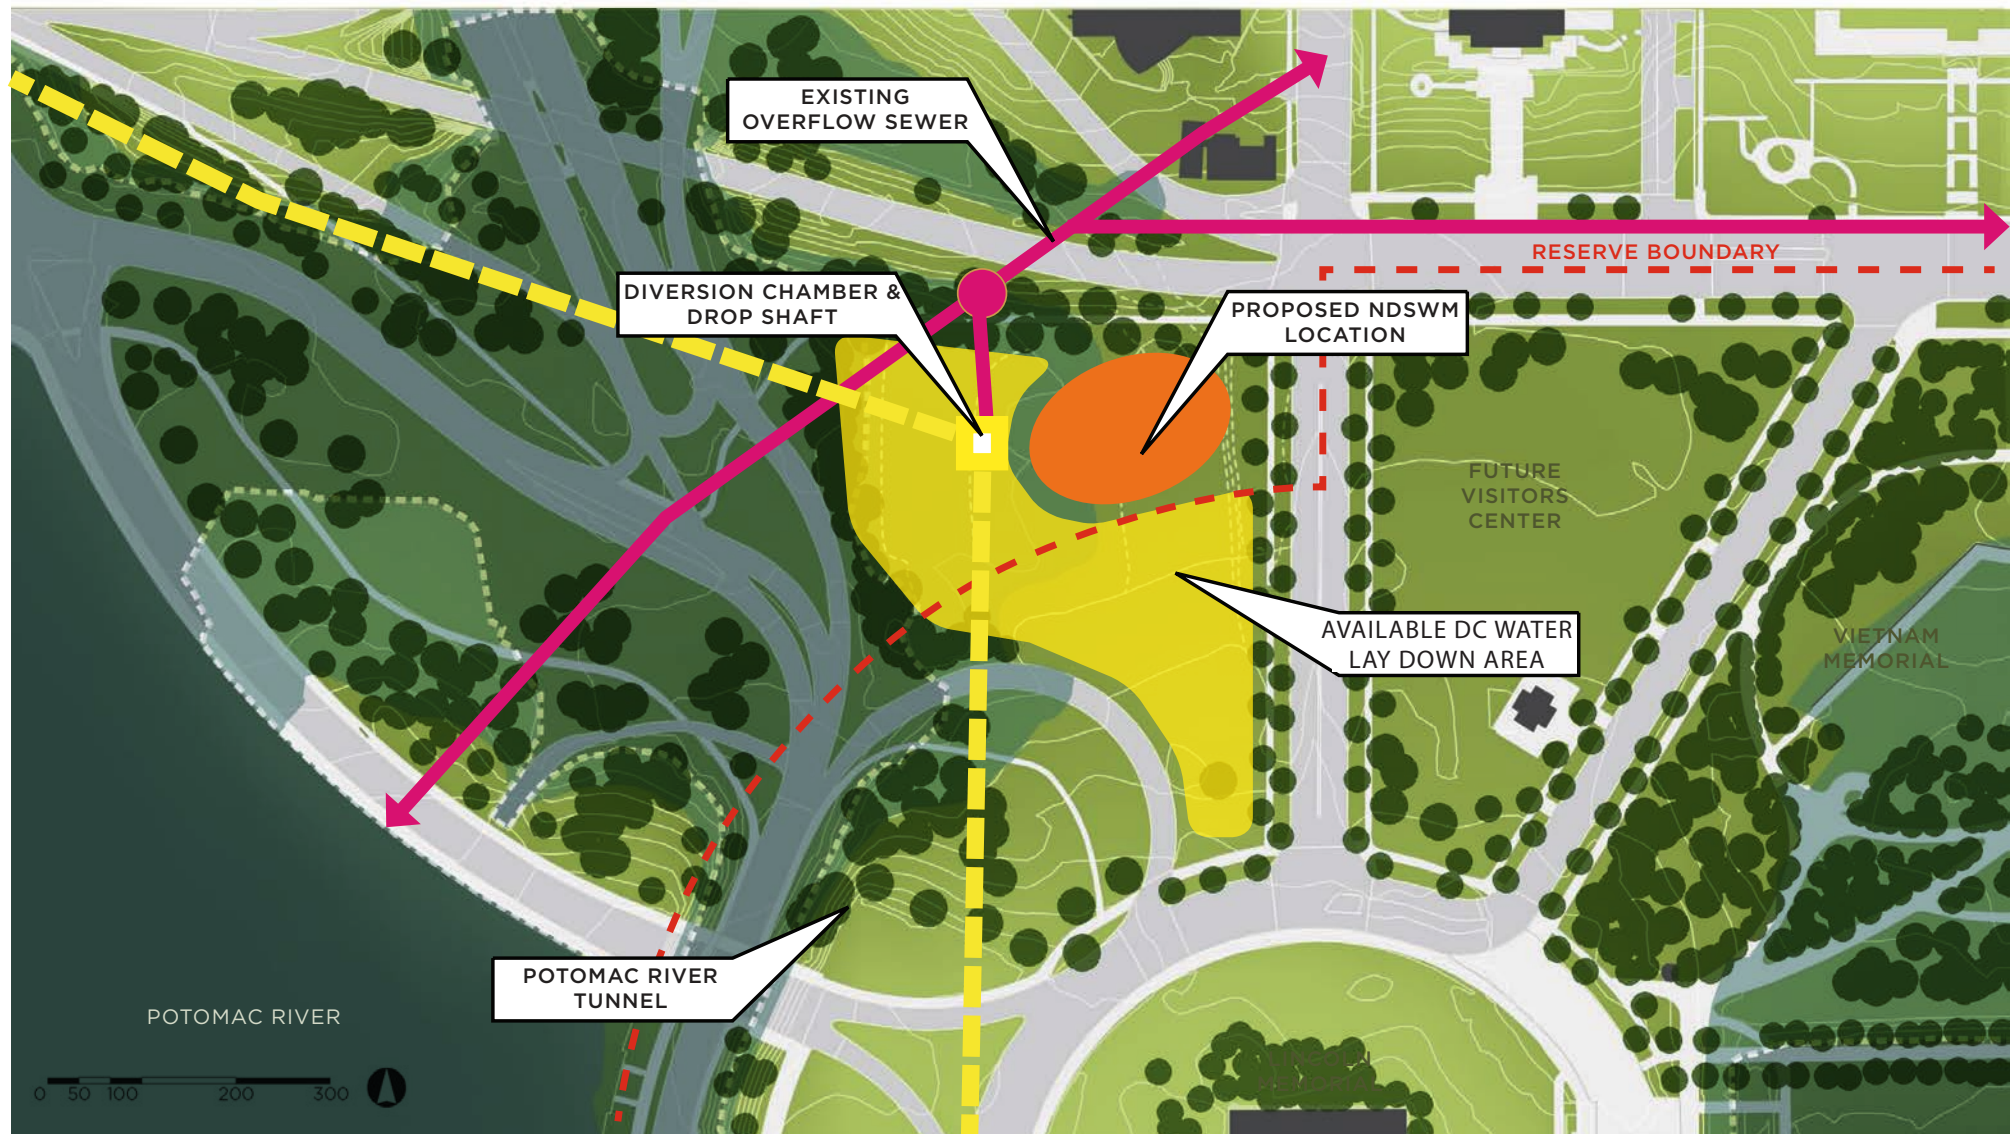 EXISTING
OVERFLOW SEWER
RESERVE BOUNDARY
DIVERSION CHAMBER &
DROP SHAFT
PROPOSED NDSWM
LOCATION
FUTURE
VISITORS
CENTER
AVAILABLE DC WATER
LAY DOWN AREA
VIETNAM
MEMORIAL
POTOMAC RIVER
TUNNEL
POTOMAC RIVER
0 50 100 200 300